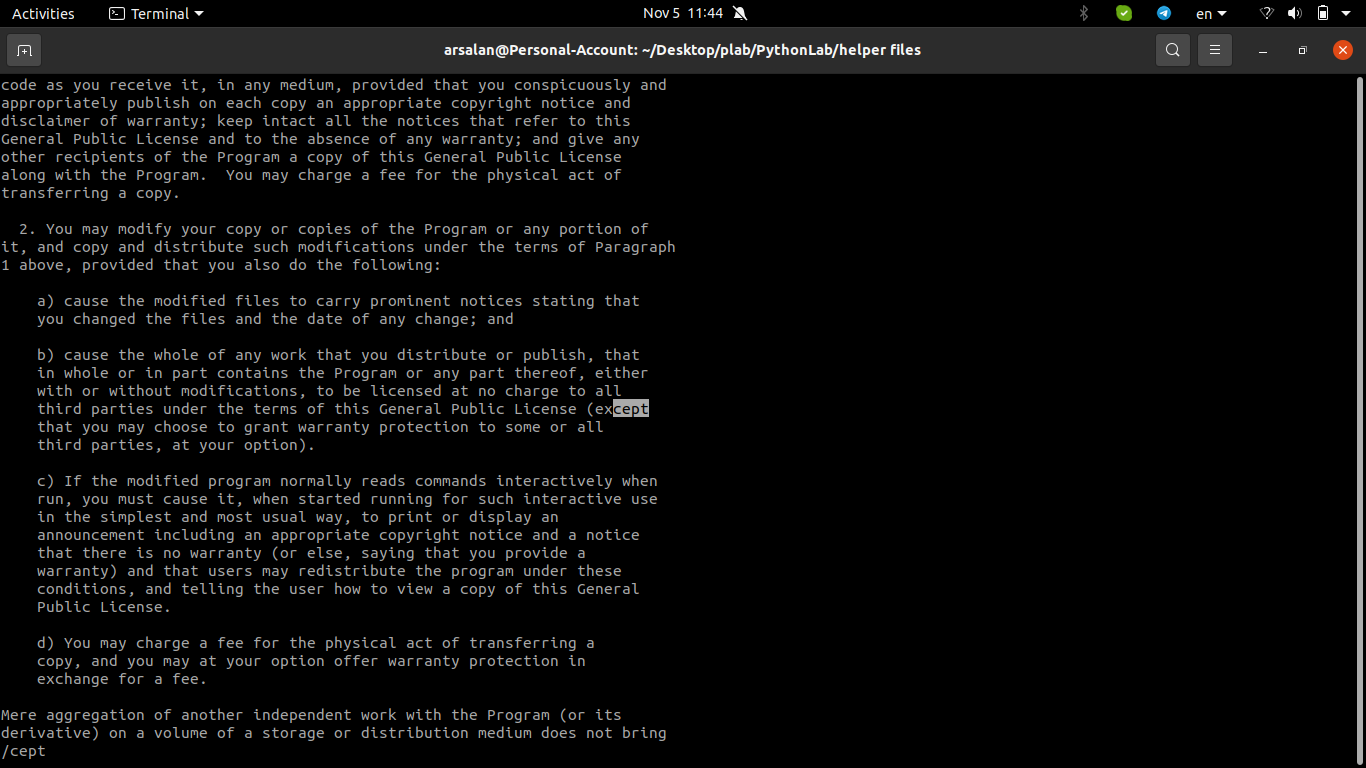 Activities
Terminal
Nov 5 11:44
en
arsalan@Personal-Account: ~/Desktop/plab/PythonLab/helper files
code as you receive it, in any medium, provided that you conspicuously and
appropriately publish on each copy an appropriate copyright notice and
disclaimer of warranty; keep intact all the notices that refer to this
General Public License and to the absence of any warranty; and give any
other recipients of the Program a copy of this General Public License
along with the Program.  You may charge a fee for the physical act of
transferring a copy.
  2. You may modify your copy or copies of the Program or any portion of
it, and copy and distribute such modifications under the terms of Paragraph
1 above, provided that you also do the following:
    a) cause the modified files to carry prominent notices stating that
    you changed the files and the date of any change; and
    b) cause the whole of any work that you distribute or publish, that
    in whole or in part contains the Program or any part thereof, either
    with or without modifications, to be licensed at no charge to all
    third parties under the terms of this General Public License (except
    that you may choose to grant warranty protection to some or all
    third parties, at your option).
    c) If the modified program normally reads commands interactively when
    run, you must cause it, when started running for such interactive use
    in the simplest and most usual way, to print or display an
    announcement including an appropriate copyright notice and a notice
    that there is no warranty (or else, saying that you provide a
    warranty) and that users may redistribute the program under these
    conditions, and telling the user how to view a copy of this General
    Public License.
    d) You may charge a fee for the physical act of transferring a
    copy, and you may at your option offer warranty protection in
    exchange for a fee.
Mere aggregation of another independent work with the Program (or its
derivative) on a volume of a storage or distribution medium does not bring
/cept